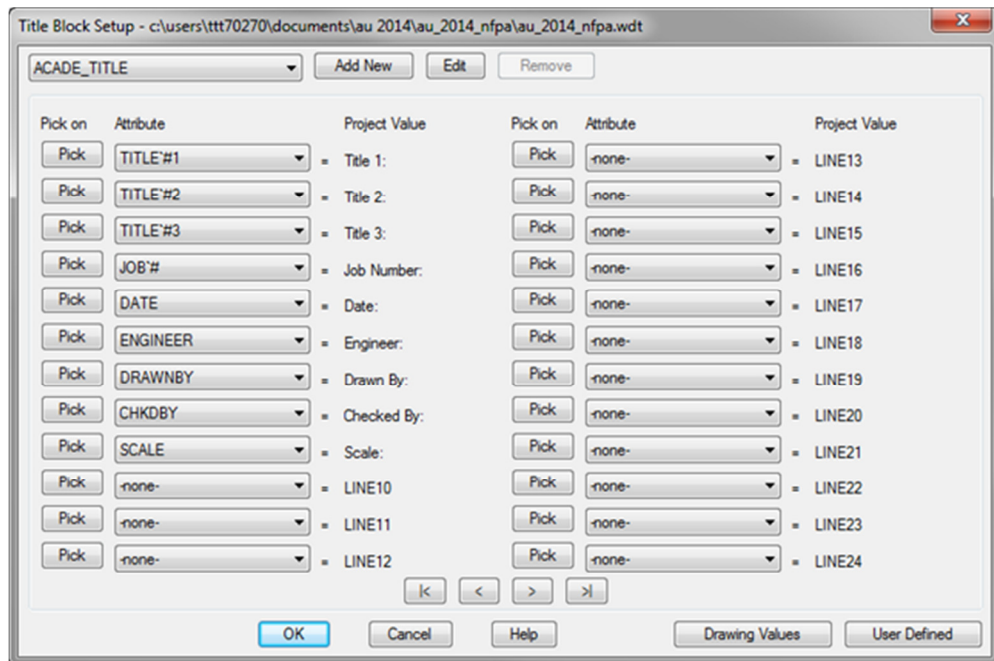 Title Block Setup - c:\users\ttt70270\documents\au 2014\au_2014_nfpa\au_2014_nfpa.wdt
ACADE_TITLE Add New Edit Remove
Pick on Attribute Project Value Pick on Attribute Project Value
Pick TITLE`#1 = Title 1: Pick -none- = LINE13
Pick TITLE`#2 = Title 2: Pick -none- = LINE14
Pick TITLE`#3 = Title 3: Pick -none- = LINE15
Pick JOB`# = Job Number: Pick -none- = LINE16
Pick DATE = Date: Pick -none- = LINE17
Pick ENGINEER = Engineer: Pick -none- = LINE18
Pick DRAWNBY = Drawn By: Pick -none- = LINE19
Pick CHKDBY = Checked By: Pick -none- = LINE20
Pick SCALE = Scale: Pick -none- = LINE21
Pick -none- = LINE10 Pick -none- = LINE22
Pick -none- = LINE11 Pick -none- = LINE23
Pick -none- = LINE12 Pick -none- = LINE24
|< < > >|
OK Cancel Help Drawing Values User Defined